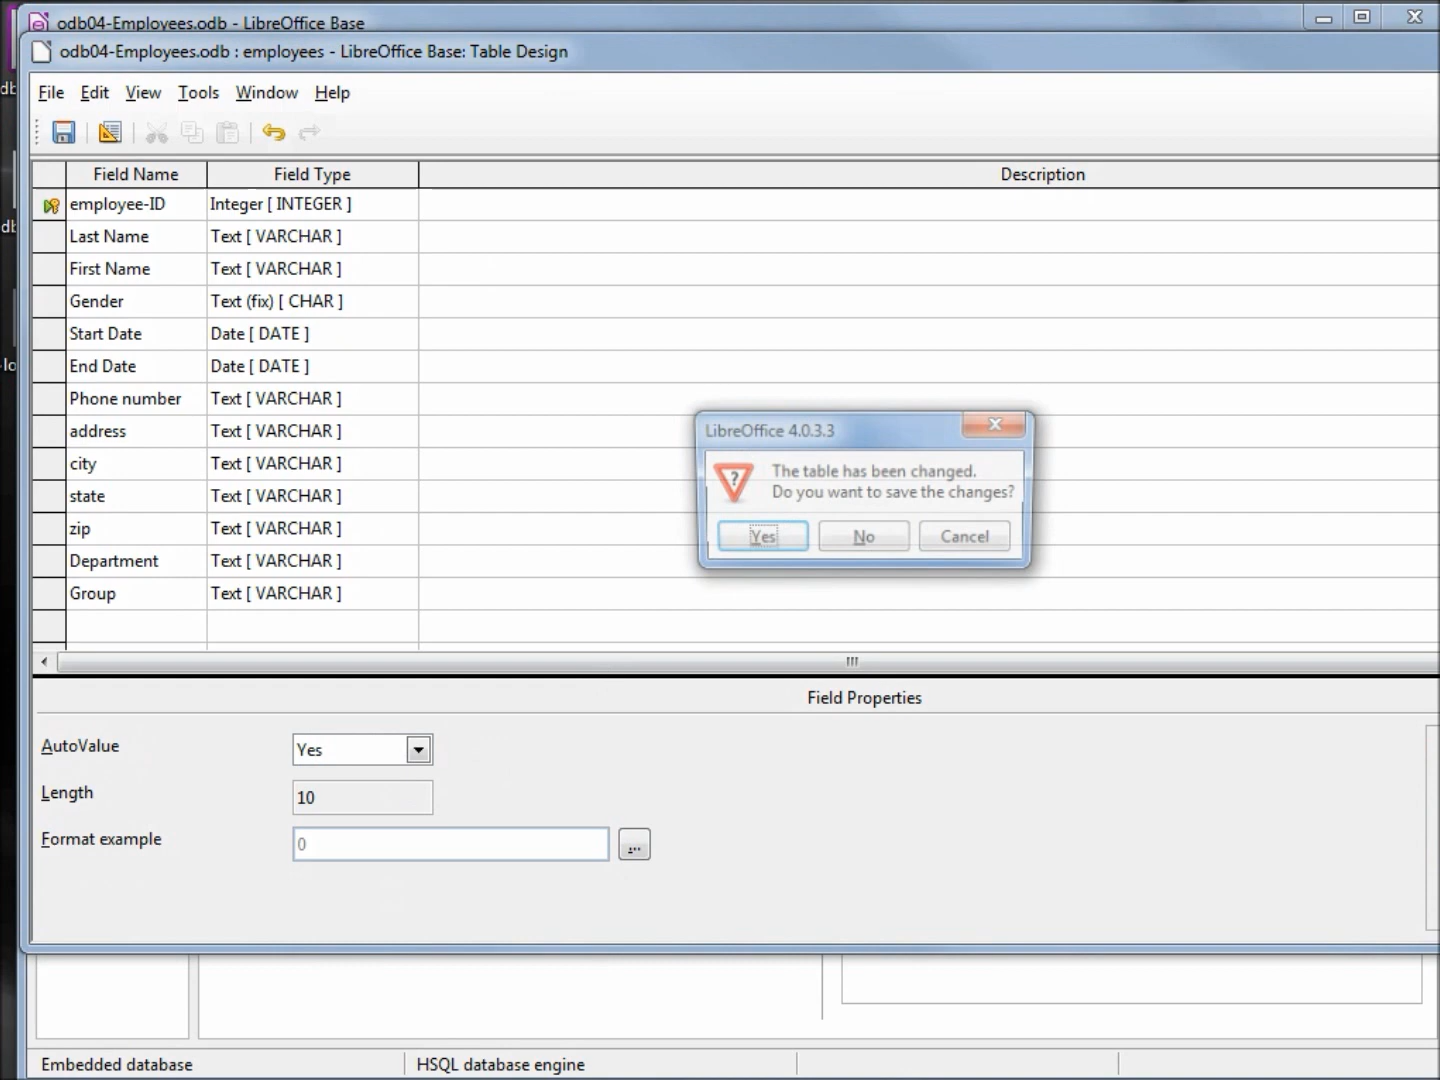 odb04-Employees.odb - LibreOffice Base
odb04-Employees.odb : employees - LibreOffice Base: Table Design
File Edit View Tools Window Help
Field Name Field Type Description
employee-ID Integer [ INTEGER ]
Last Name Text [ VARCHAR ]
First Name Text [ VARCHAR ]
Gender Text (fix) [ CHAR ]
Start Date Date [ DATE ]
End Date Date [ DATE ]
Phone number Text [ VARCHAR ]
address Text [ VARCHAR ]
city Text [ VARCHAR ]
state Text [ VARCHAR ]
zip Text [ VARCHAR ]
Department Text [ VARCHAR ]
Group Text [ VARCHAR ]
LibreOffice 4.0.3.3
The table has been changed.
Do you want to save the changes?
Yes No Cancel
Field Properties
AutoValue Yes
Length 10
Format example 0
...
Embedded database HSQL database engine